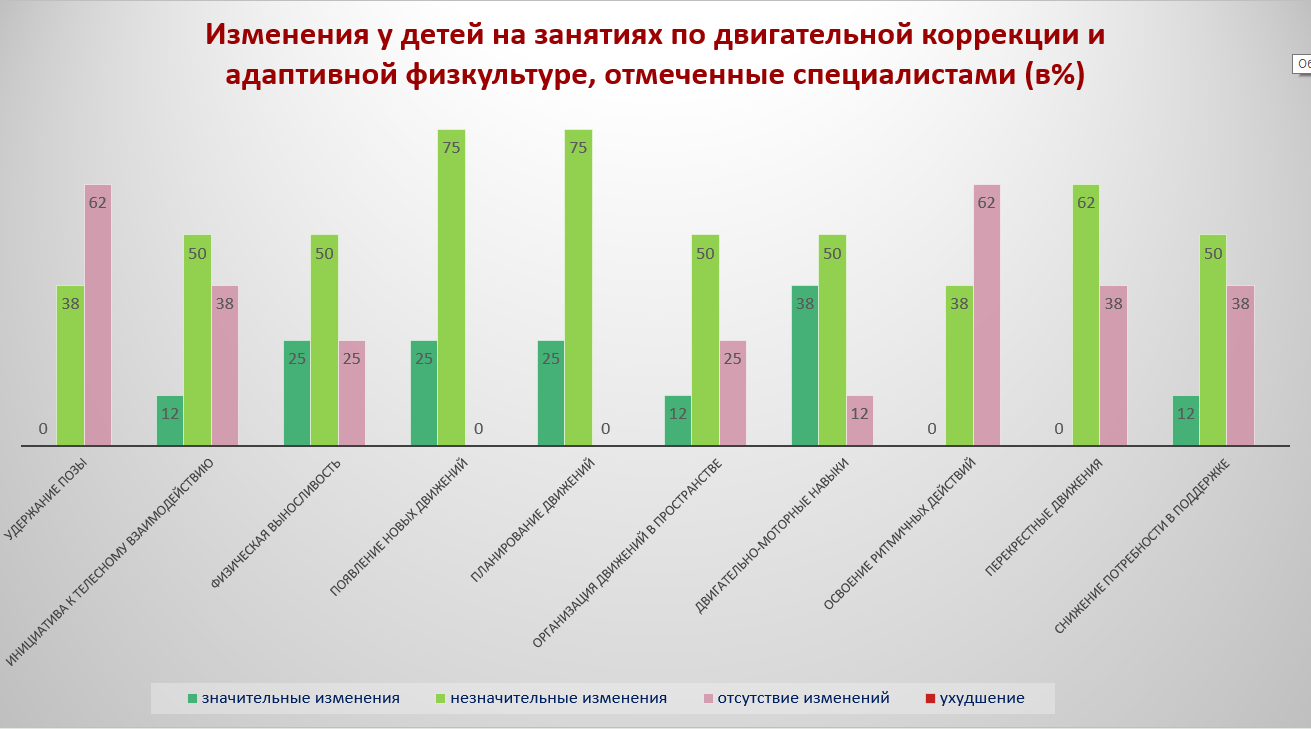 Изменения у детей на занятиях по двигательной коррекции и
адаптивной физкультуре, отмеченные специалистами (в%)
Об
0 38 62
12 50 38
25 50 25
25 75 0
25 75 0
12 50 25
38 50 12
0 38 62
0 62 38
12 50 38
УДЕРЖАНИЕ ПОЗЫ
ИНИЦИАТИВА К ТЕЛЕСНОМУ ВЗАИМОДЕЙСТВИЮ
ФИЗИЧЕСКАЯ ВЫНОСЛИВОСТЬ
ПОЯВЛЕНИЕ НОВЫХ ДВИЖЕНИЙ
ПЛАНИРОВАНИЕ ДВИЖЕНИЙ
ОРГАНИЗАЦИЯ ДВИЖЕНИЙ В ПРОСТРАНСТВЕ
ДВИГАТЕЛЬНО-МОТОРНЫЕ НАВЫКИ
ОСВОЕНИЕ РИТМИЧНЫХ ДЕЙСТВИЙ
ПЕРЕКРЕСТНЫЕ ДВИЖЕНИЯ
СНИЖЕНИЕ ПОТРЕБНОСТИ В ПОДДЕРЖКЕ
значительные изменения незначительные изменения отсутствие изменений ухудшение